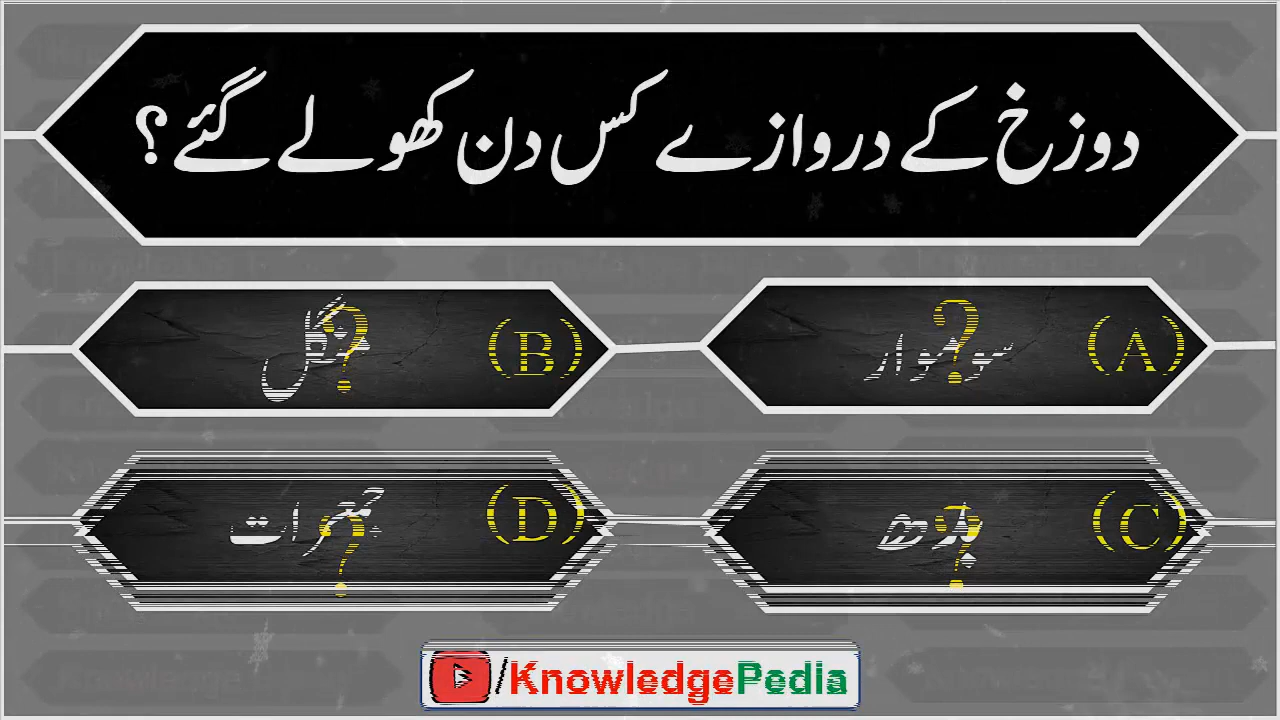 دوزخ کے دروازے کس دن کھولے گئے؟
(A) سوموار ?
(B) منگل ?
(C) بدھ ?
(D) جمعرات ?
/KnowledgePedia